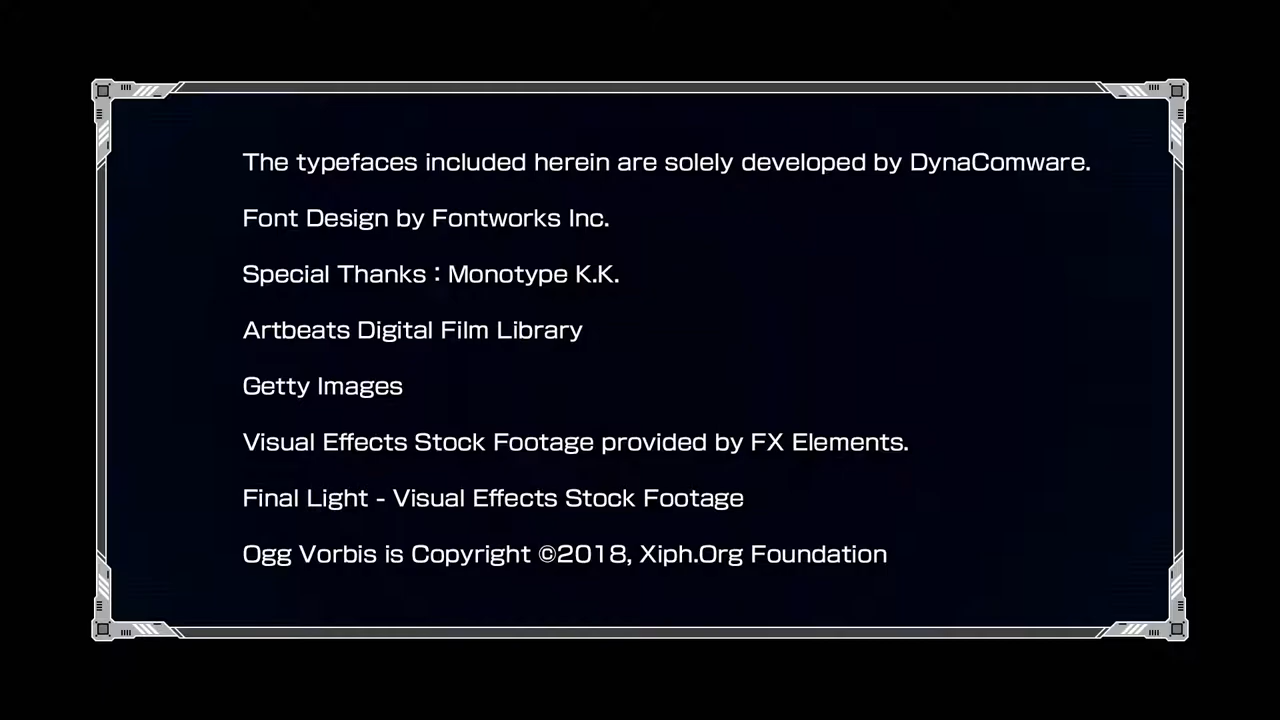 The typefaces included herein are solely developed by DynaComware.
Font Design by Fontworks Inc.
Special Thanks : Monotype K.K.
Artbeats Digital Film Library
Getty Images
Visual Effects Stock Footage provided by FX Elements.
Final Light - Visual Effects Stock Footage
Ogg Vorbis is Copyright ©2018, Xiph.Org Foundation